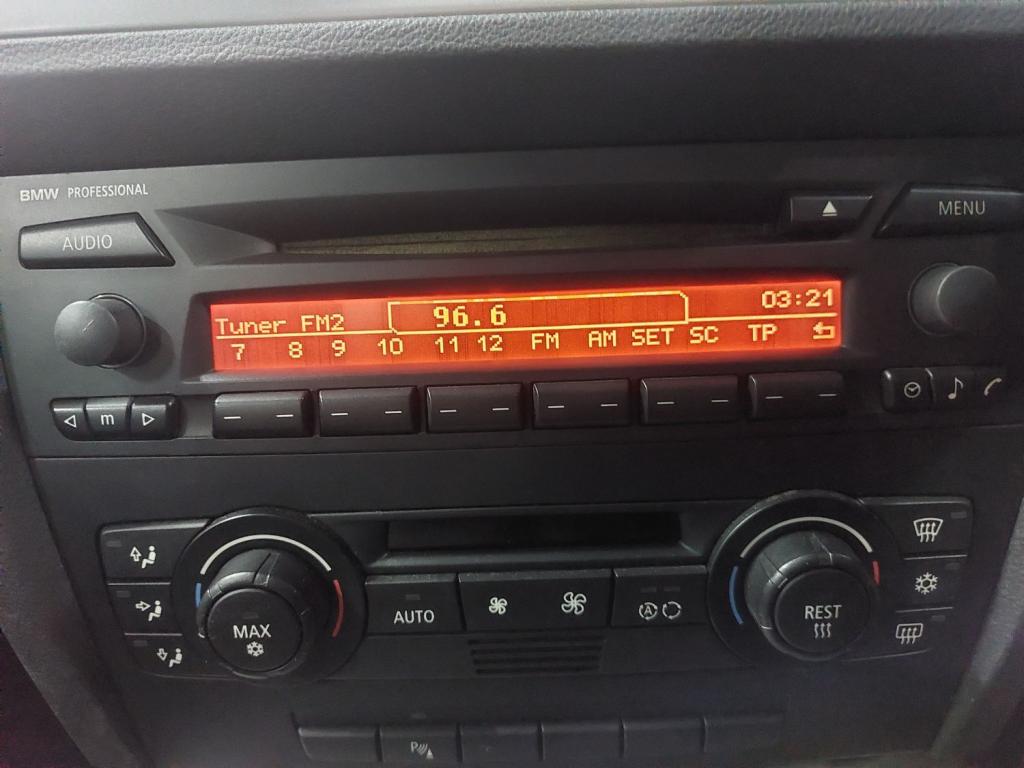 BMW PROFESSIONAL
AUDIO
MENU
Tuner FM2 96.6 03:21
7 8 9 10 11 12 FM AM SET SC TP
m
AUTO
MAX
A
REST
P